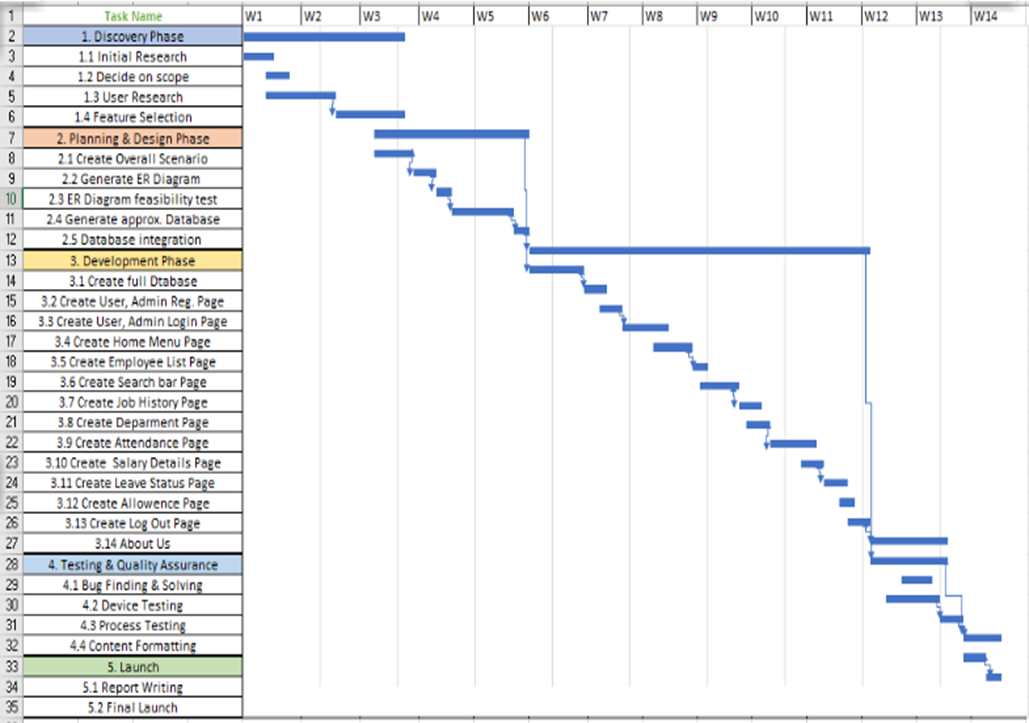 1 Task Name W1 W2 W3 W4 W5 W6 W7 W8 W9 W10 W11 W12 W13 W14
2 1. Discovery Phase
3 1.1 Initial Research
4 1.2 Decide on scope
5 1.3 User Research
6 1.4 Feature Selection
7 2. Planning & Design Phase
8 2.1 Create Overall Scenario
9 2.2 Generate ER Diagram
10 2.3 ER Diagram feasibility test
11 2.4 Generate approx. Database
12 2.5 Database integration
13 3. Development Phase
14 3.1 Create full Dtabase
15 3.2 Create User, Admin Reg. Page
16 3.3 Create User, Admin Login Page
17 3.4 Create Home Menu Page
18 3.5 Create Employee List Page
19 3.6 Create Search bar Page
20 3.7 Create Job History Page
21 3.8 Create Deparment Page
22 3.9 Create Attendance Page
23 3.10 Create Salary Details Page
24 3.11 Create Leave Status Page
25 3.12 Create Allowence Page
26 3.13 Create Log Out Page
27 3.14 About Us
28 4. Testing & Quality Assurance
29 4.1 Bug Finding & Solving
30 4.2 Device Testing
31 4.3 Process Testing
32 4.4 Content Formatting
33 5. Launch
34 5.1 Report Writing
35 5.2 Final Launch